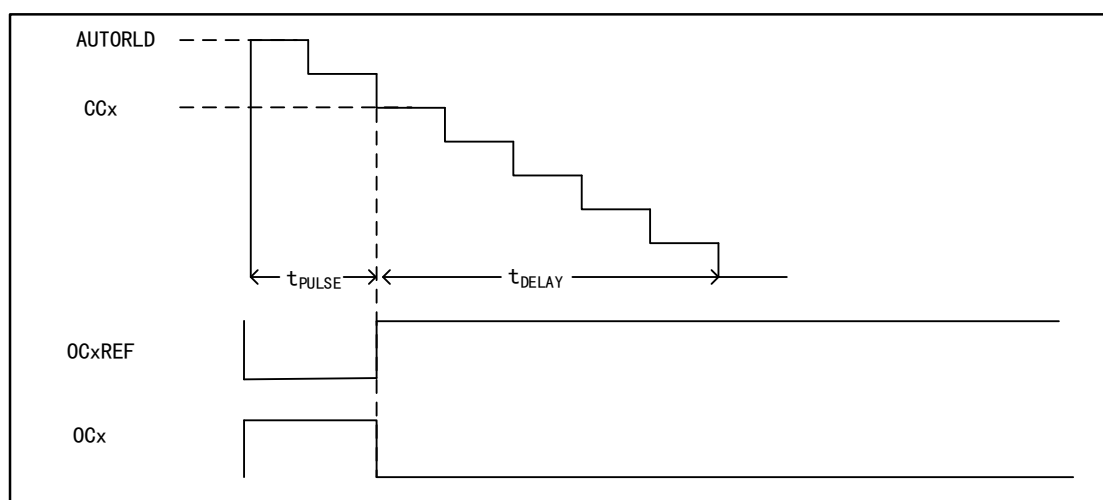 AUTORLD
CCx
tPULSE
tDELAY
OCxREF
OCx